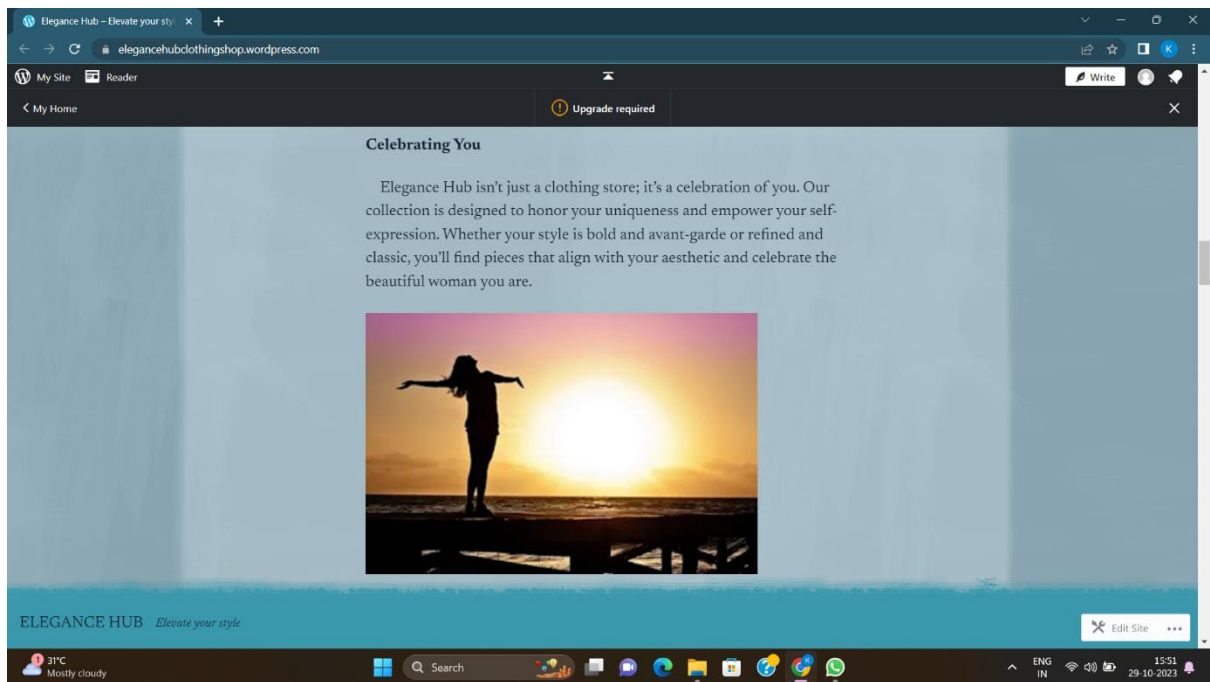 Elegance Hub – Elevate your styl
elegancehubclothingshop.wordpress.com
K
My Site Reader Write
My Home Upgrade required
Celebrating You
Elegance Hub isn't just a clothing store; it's a celebration of you. Our
collection is designed to honor your uniqueness and empower your self-
expression. Whether your style is bold and avant-garde or refined and
classic, you'll find pieces that align with your aesthetic and celebrate the
beautiful woman you are.
ELEGANCE HUB Elevate your style
Edit Site
1
31°C
Mostly cloudy
Search
ENG
IN
15:51
29-10-2023